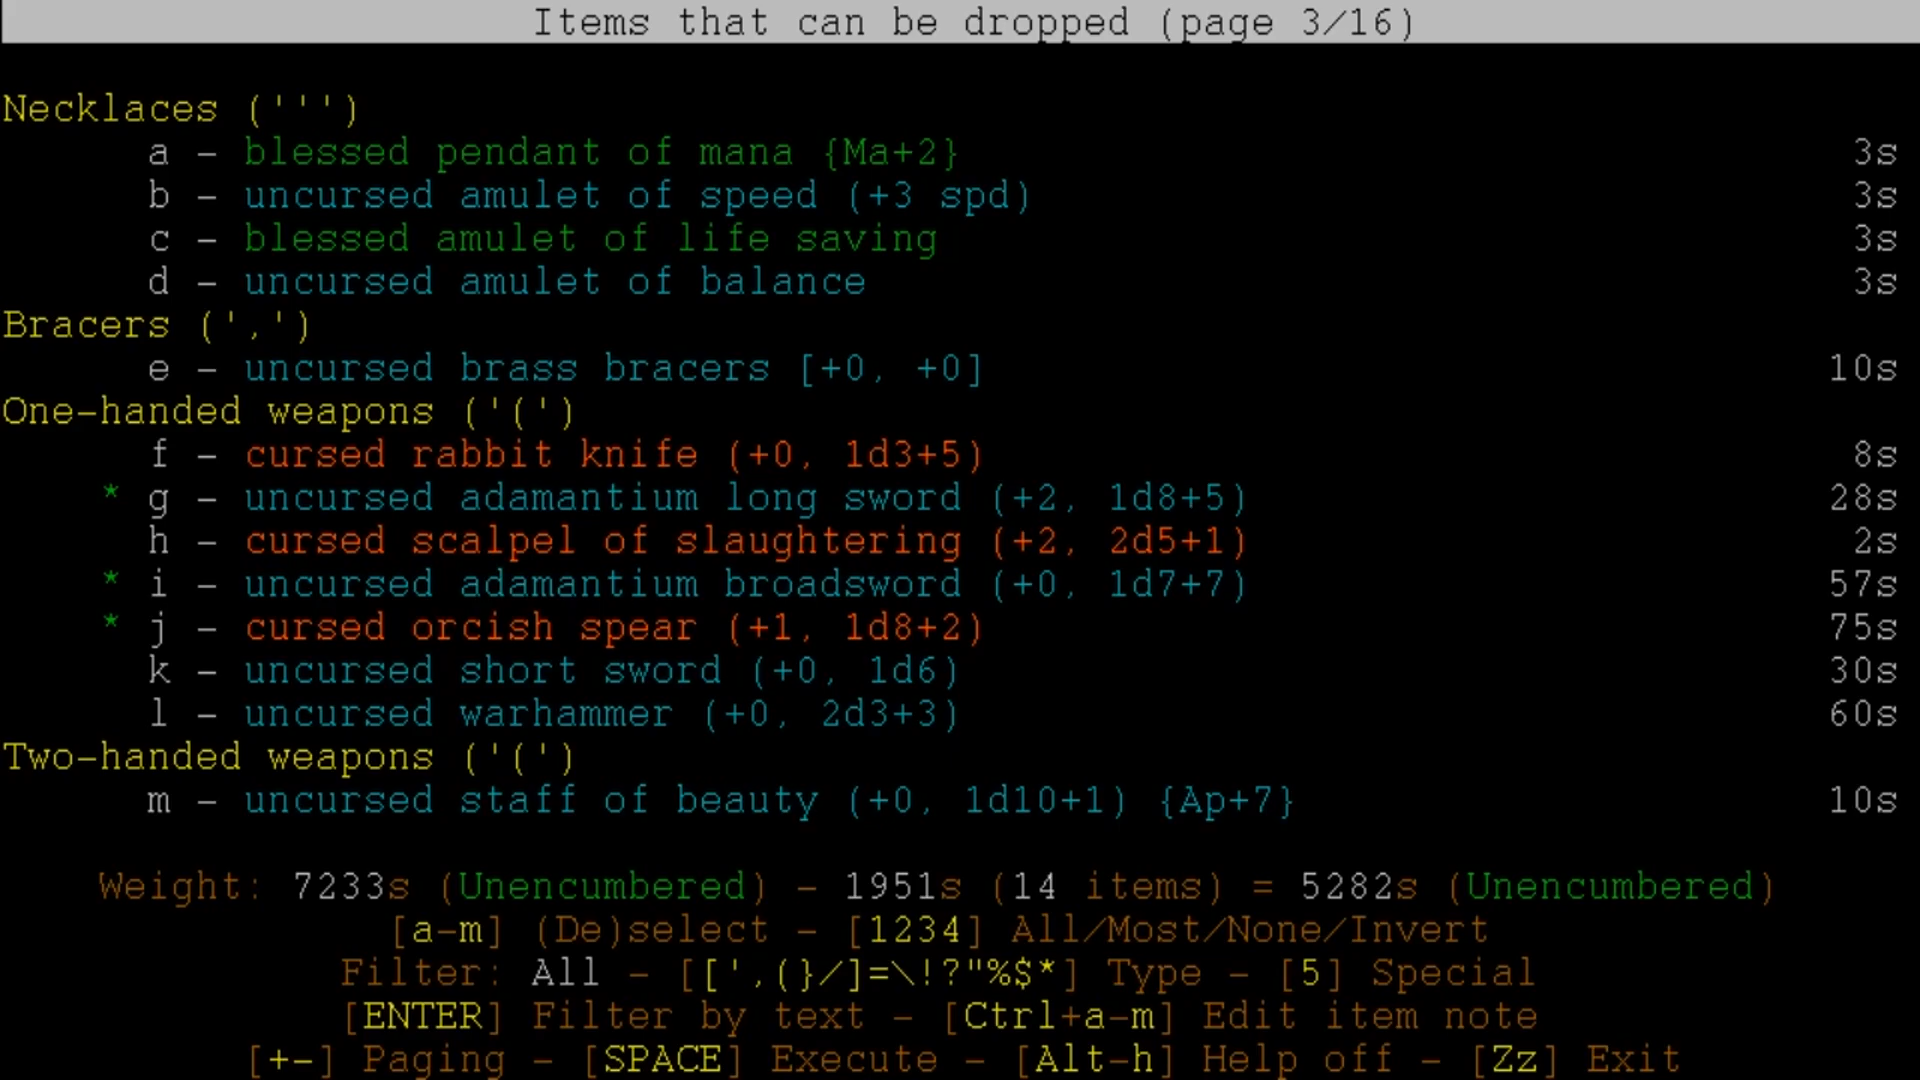 Items that can be dropped (page 3/16)
Necklaces (''')
a - blessed pendant of mana {Ma+2} 3s
b - uncursed amulet of speed (+3 spd) 3s
c - blessed amulet of life saving 3s
d - uncursed amulet of balance 3s
Bracers (',')
e - uncursed brass bracers [+0, +0] 10s
One-handed weapons ('(')
f - cursed rabbit knife (+0, 1d3+5) 8s
* g - uncursed adamantium long sword (+2, 1d8+5) 28s
h - cursed scalpel of slaughtering (+2, 2d5+1) 2s
* i - uncursed adamantium broadsword (+0, 1d7+7) 57s
* j - cursed orcish spear (+1, 1d8+2) 75s
k - uncursed short sword (+0, 1d6) 30s
l - uncursed warhammer (+0, 2d3+3) 60s
Two-handed weapons ('(')
m - uncursed staff of beauty (+0, 1d10+1) {Ap+7} 10s
Weight: 7233s (Unencumbered) - 1951s (14 items) = 5282s (Unencumbered)
[a-m] (De)select - [1234] All/Most/None/Invert
Filter: All - [[',(}/]=\!?"%$*] Type - [5] Special
[ENTER] Filter by text - [Ctrl+a-m] Edit item note
[+-] Paging - [SPACE] Execute - [Alt-h] Help off - [Zz] Exit